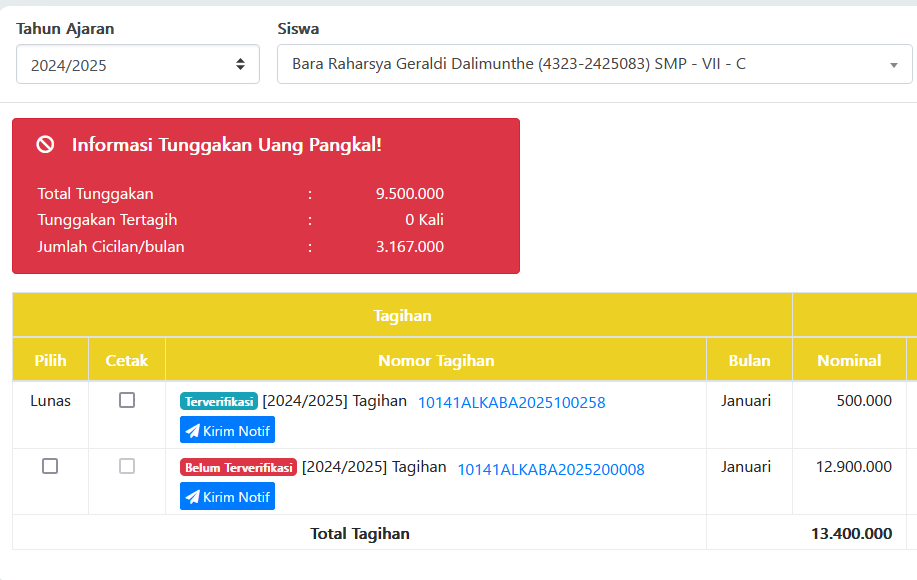 Tahun Ajaran Siswa
2024/2025 Bara Raharsya Geraldi Dalimunthe (4323-2425083) SMP - VII - C
Informasi Tunggakan Uang Pangkal!
Total Tunggakan : 9.500.000
Tunggakan Tertagih : 0 Kali
Jumlah Cicilan/bulan : 3.167.000
Tagihan
Pilih Cetak Nomor Tagihan Bulan Nominal
Lunas Terverifikasi [2024/2025] Tagihan 10141ALKABA2025100258 Januari 500.000
Kirim Notif
Belum Terverifikasi [2024/2025] Tagihan 10141ALKABA2025200008 Januari 12.900.000
Kirim Notif
Total Tagihan 13.400.000